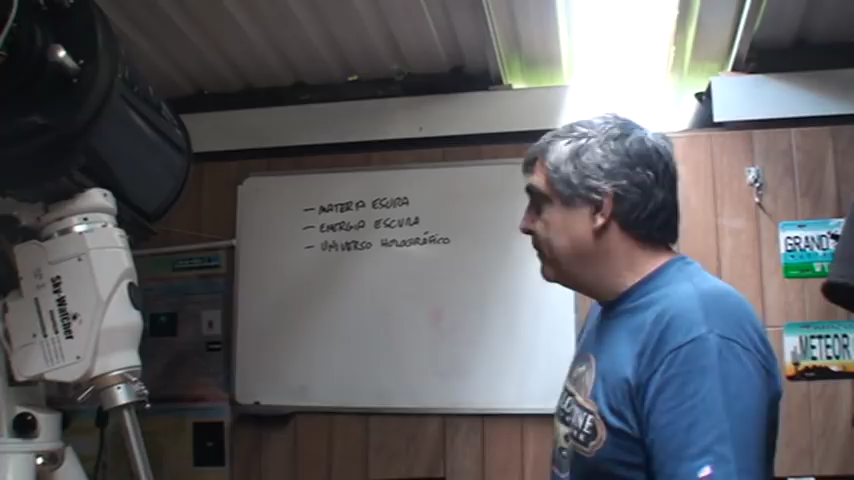 - MATERIA ESCURA
- ENERGIA ESCURA
- UNIVERSO HOLOGRÁFICO
Sky-Watcher
GRAND
METEOR